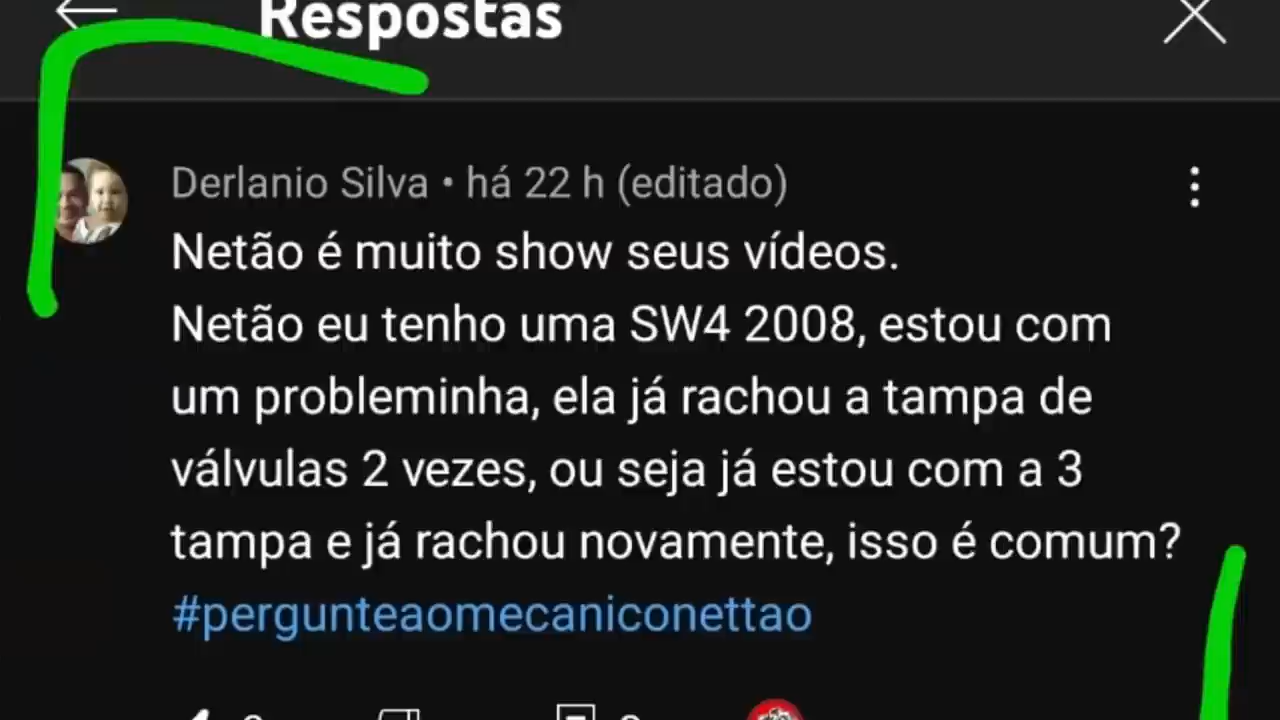 Respostas
Derlanio Silva • há 22 h (editado)
Netão é muito show seus vídeos.
Netão eu tenho uma SW4 2008, estou com
um probleminha, ela já rachou a tampa de
válvulas 2 vezes, ou seja já estou com a 3
tampa e já rachou novamente, isso é comum?
#pergunteaomecaniconettao